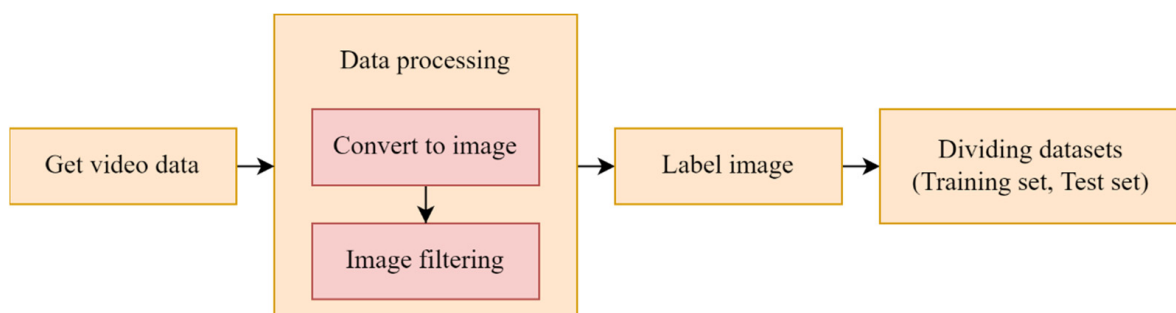 Get video data
Data processing
Convert to image
Image filtering
Label image
Dividing datasets
(Training set, Test set)